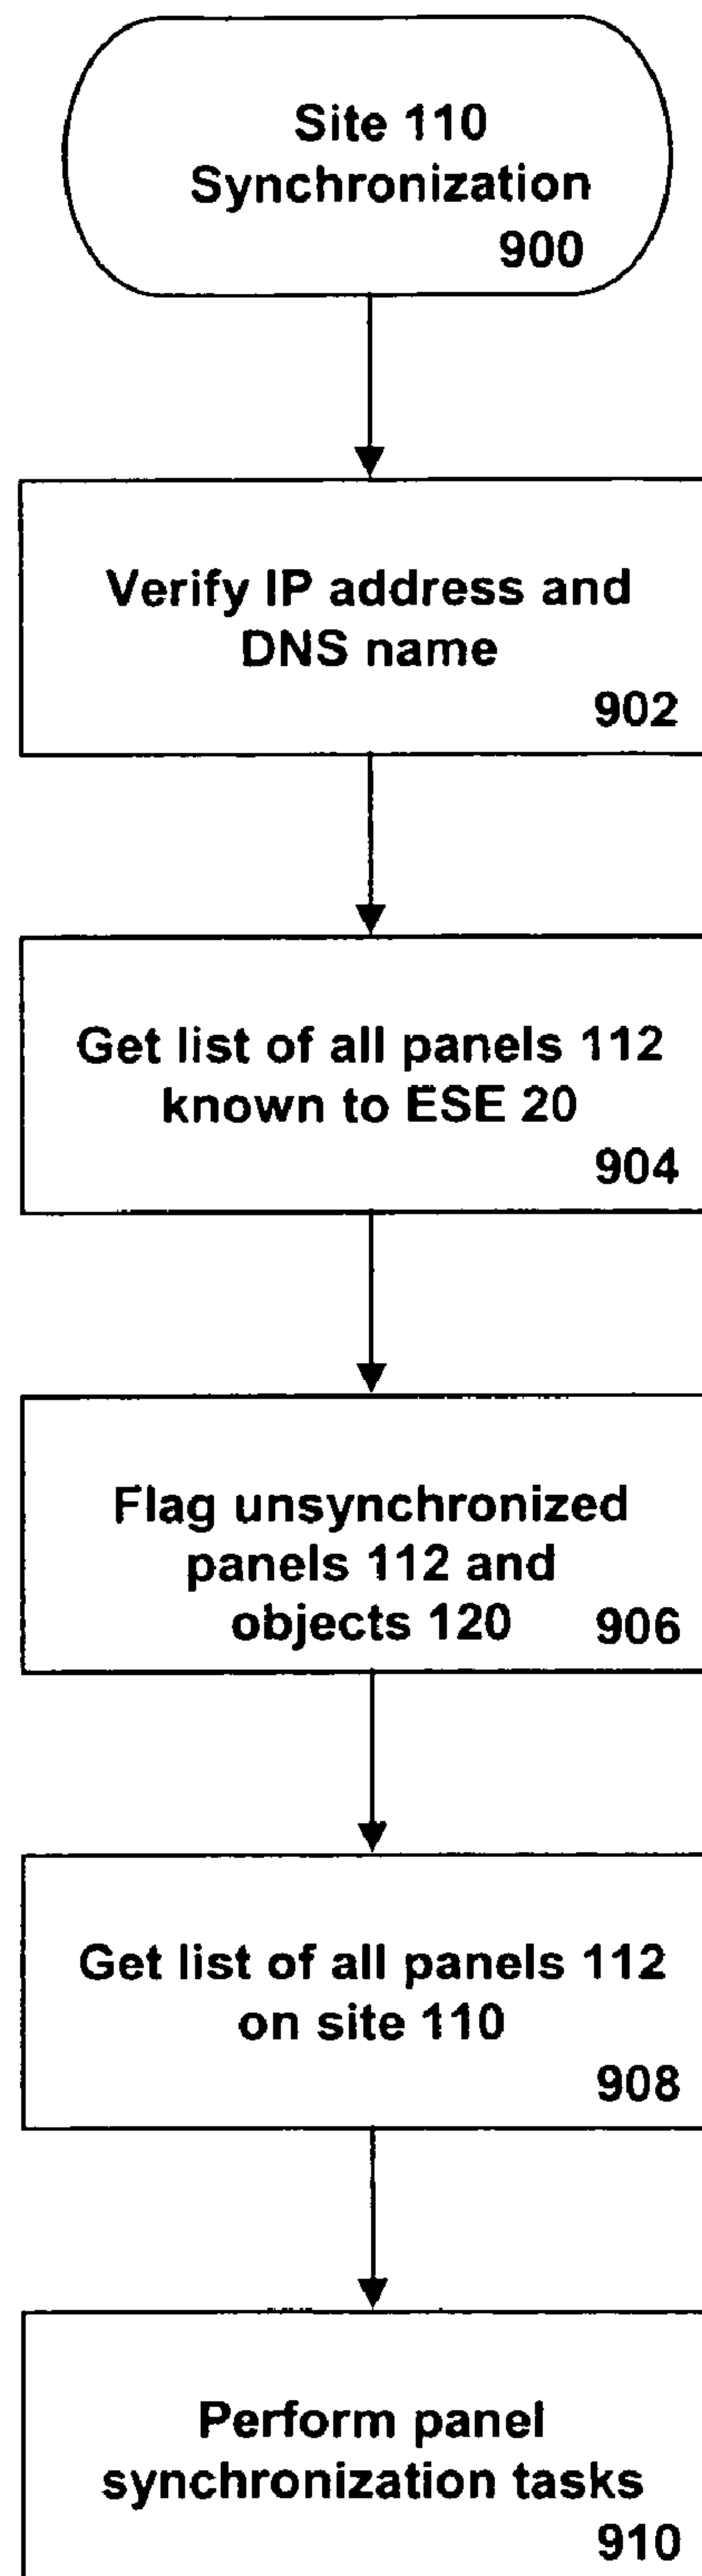 Site 110
Synchronization
900
Verify IP address and
DNS name
902
Get list of all panels 112
known to ESE 20
904
Flag unsynchronized
panels 112 and
objects 120 906
Get list of all panels 112
on site 110
908
Perform panel
synchronization tasks
910